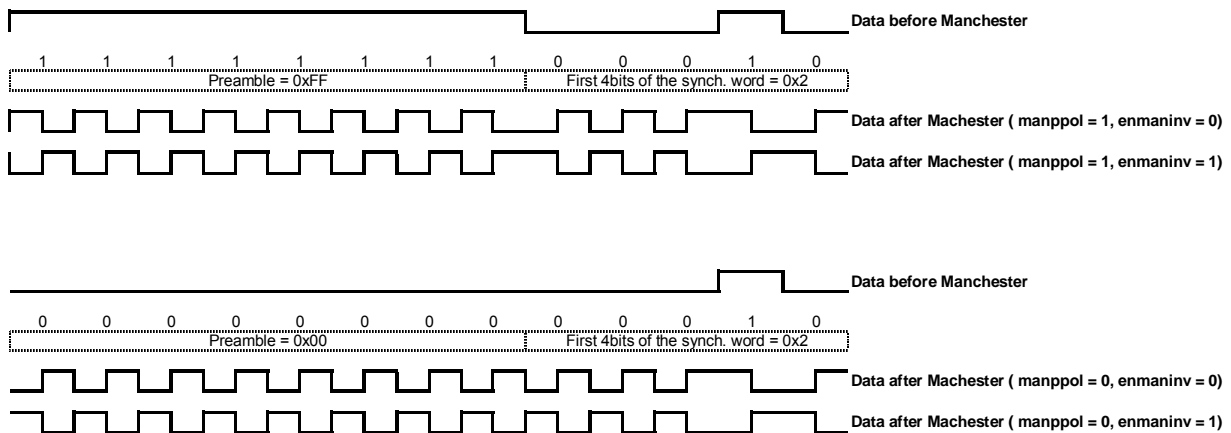 Data before Manchester
1 1 1 1 1 1 1 1 0 0 0 1 0
Preamble = 0xFF First 4bits of the synch. word = 0x2
Data after Machester ( manppol = 1, enmaninv = 0)
Data after Machester ( manppol = 1, enmaninv = 1)
Data before Manchester
0 0 0 0 0 0 0 0 0 0 0 1 0
Preamble = 0x00 First 4bits of the synch. word = 0x2
Data after Machester ( manppol = 0, enmaninv = 0)
Data after Machester ( manppol = 0, enmaninv = 1)